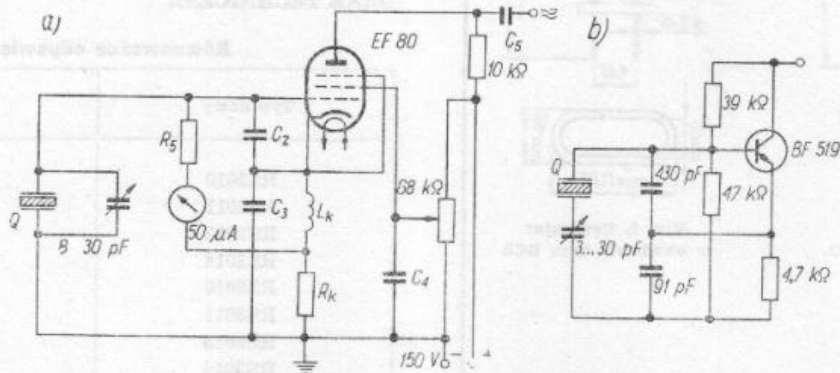 a)
EF 80
C5
10 kΩ
R5
C2
C3
Lk
68 kΩ
Q
8 30 pF
50 μA
Rk
C4
150 V
b)
39 kΩ
BF 519
Q
430 pF
47 kΩ
3...30 pF
91 pF
4,7 kΩ